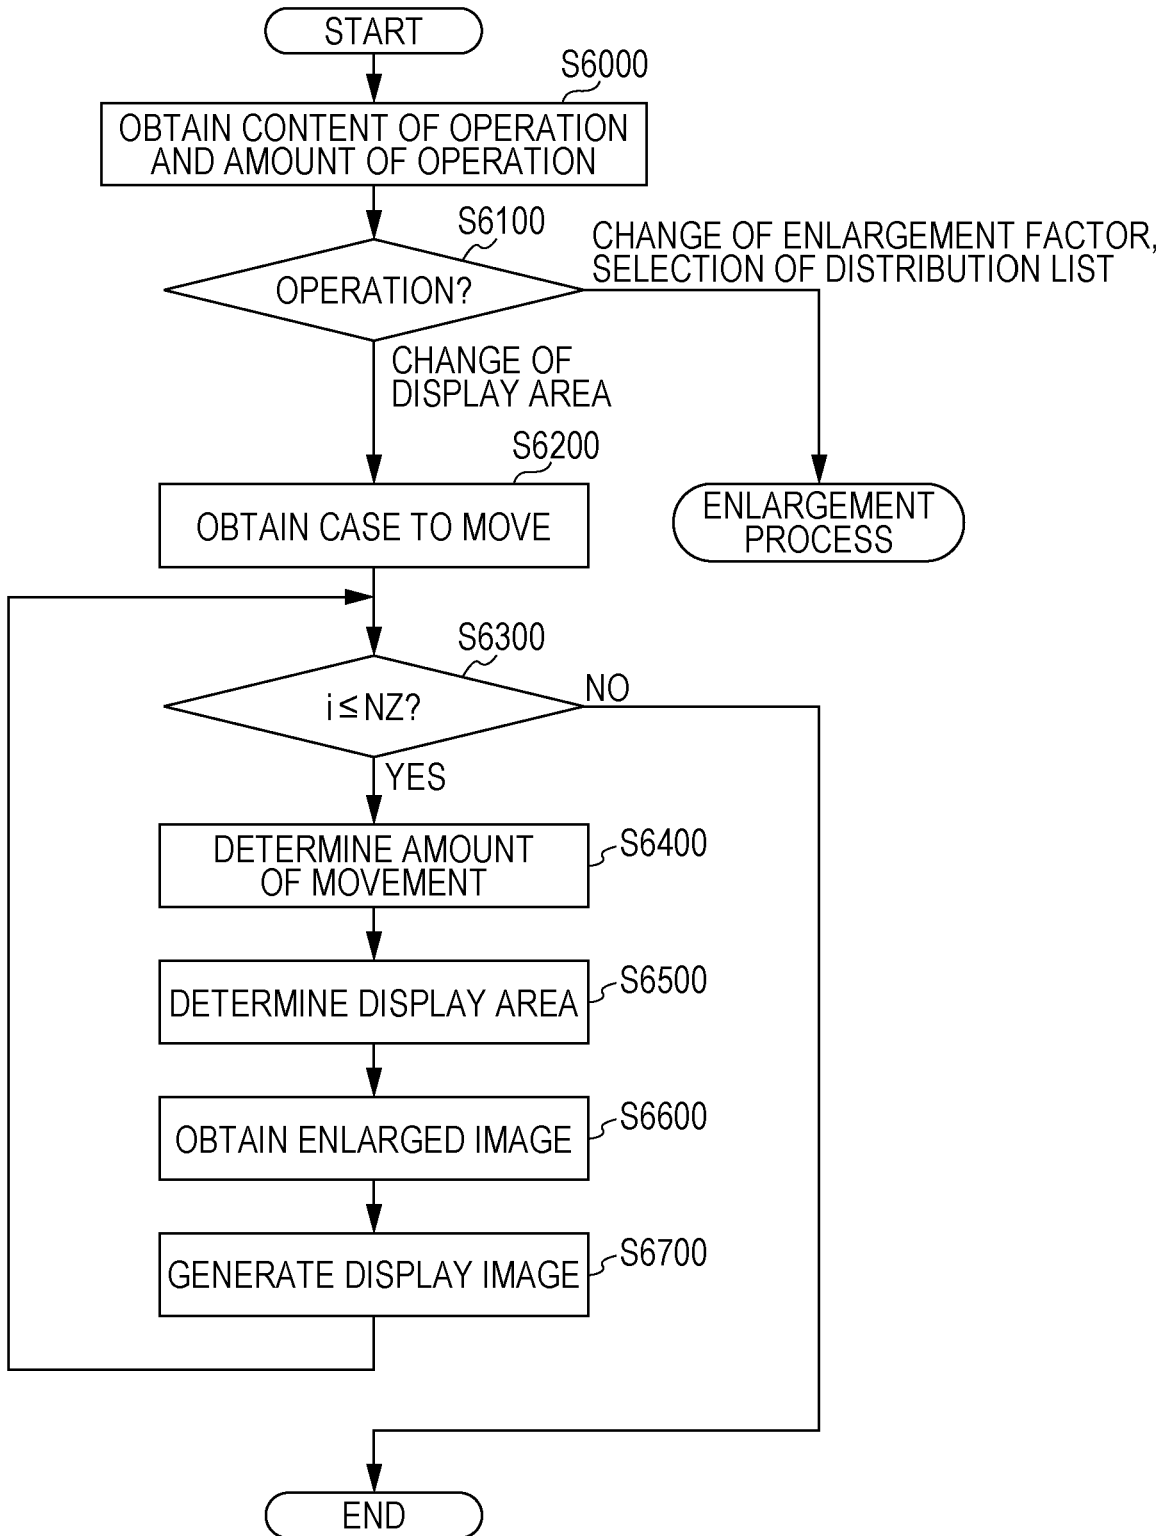 START
S6000
OBTAIN CONTENT OF OPERATION
AND AMOUNT OF OPERATION
S6100
OPERATION?
CHANGE OF ENLARGEMENT FACTOR,
SELECTION OF DISTRIBUTION LIST
CHANGE OF
DISPLAY AREA
S6200
OBTAIN CASE TO MOVE
ENLARGEMENT
PROCESS
S6300
i ≤ NZ?
NO
YES
DETERMINE AMOUNT
OF MOVEMENT
S6400
DETERMINE DISPLAY AREA
S6500
OBTAIN ENLARGED IMAGE
S6600
GENERATE DISPLAY IMAGE
S6700
END